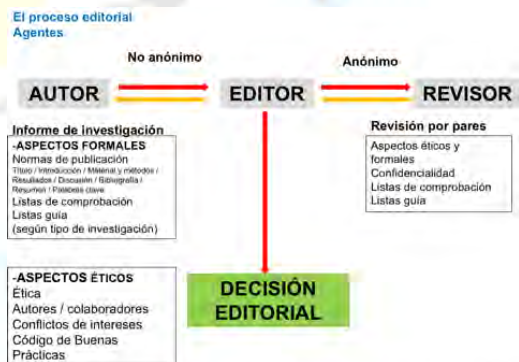 El proceso editorial
Agentes
No anónimo
Anónimo
AUTOR
EDITOR
REVISOR
Informe de investigación
-ASPECTOS FORMALES
Normas de publicación
Título / Introducción / Material y métodos /
Resultados / Discusión / Bibliografía /
Resumen / Palabras clave
Listas de comprobación
Listas guía
(según tipo de investigación)
Revisión por pares
Aspectos éticos y
formales
Confidencialidad
Listas de comprobación
Listas guía
-ASPECTOS ÉTICOS
Ética
Autores / colaboradores
Conflictos de intereses
Código de Buenas
Prácticas
DECISIÓN
EDITORIAL